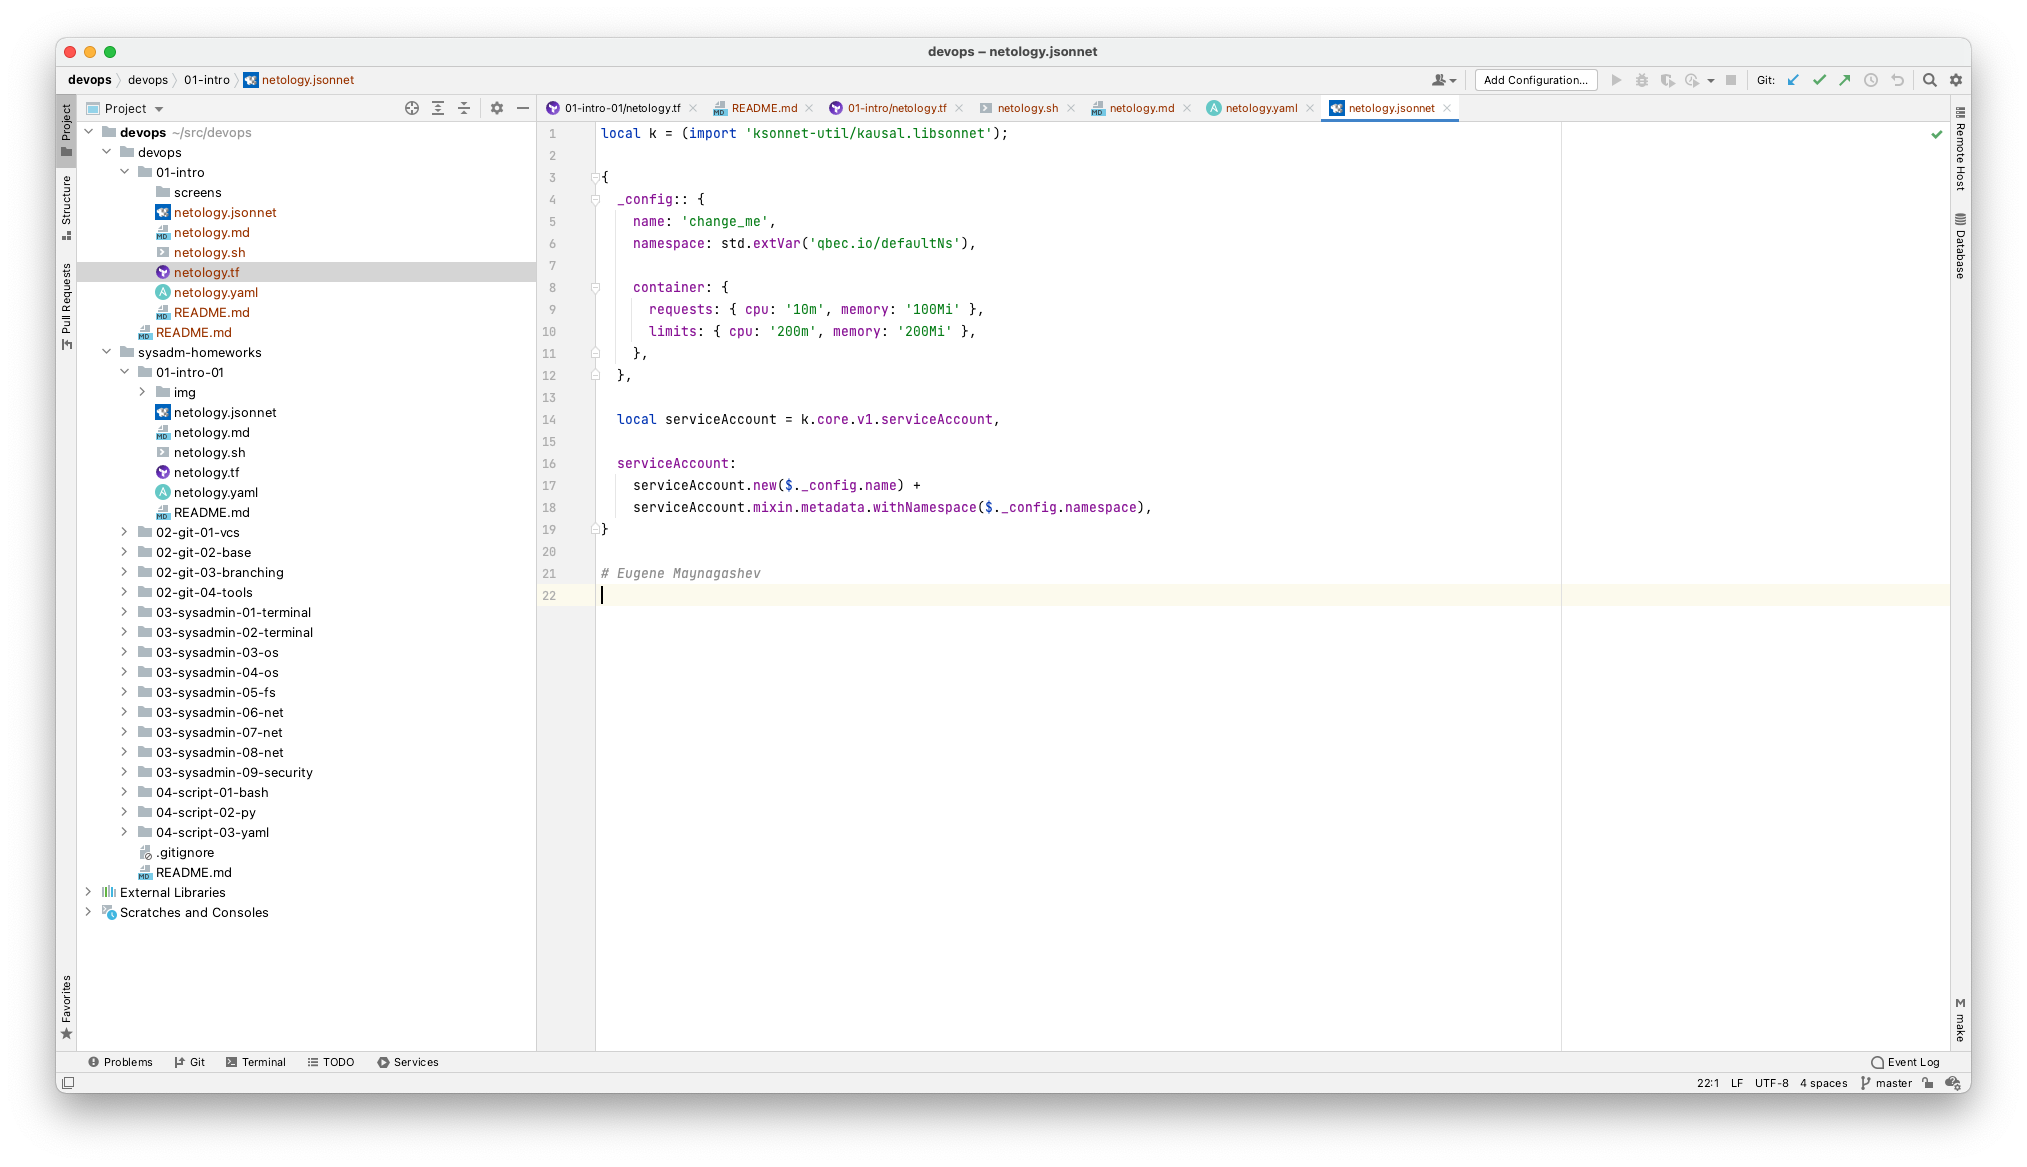 devops – netology.jsonnet
devops devops 01-intro netology.jsonnet
Add Configuration... Git:
Project
01-intro-01/netology.tf README.md 01-intro/netology.tf netology.sh netology.md netology.yaml netology.jsonnet
Project
Structure
Pull Requests
Favorites
devops ~/src/devops
devops
01-intro
screens
netology.jsonnet
netology.md
netology.sh
netology.tf
netology.yaml
README.md
README.md
sysadm-homeworks
01-intro-01
img
netology.jsonnet
netology.md
netology.sh
netology.tf
netology.yaml
README.md
02-git-01-vcs
02-git-02-base
02-git-03-branching
02-git-04-tools
03-sysadmin-01-terminal
03-sysadmin-02-terminal
03-sysadmin-03-os
03-sysadmin-04-os
03-sysadmin-05-fs
03-sysadmin-06-net
03-sysadmin-07-net
03-sysadmin-08-net
03-sysadmin-09-security
04-script-01-bash
04-script-02-py
04-script-03-yaml
.gitignore
README.md
External Libraries
Scratches and Consoles
1 local k = (import 'ksonnet-util/kausal.libsonnet');
2
3 {
4   _config:: {
5     name: 'change_me',
6     namespace: std.extVar('qbec.io/defaultNs'),
7
8     container: {
9       requests: { cpu: '10m', memory: '100Mi' },
10       limits: { cpu: '200m', memory: '200Mi' },
11     },
12   },
13
14   local serviceAccount = k.core.v1.serviceAccount,
15
16   serviceAccount:
17     serviceAccount.new($._config.name) +
18     serviceAccount.mixin.metadata.withNamespace($._config.namespace),
19 }
20
21 # Eugene Maynagashev
22
Remote Host
Database
M make
Problems Git Terminal TODO Services Event Log
22:1 LF UTF-8 4 spaces master